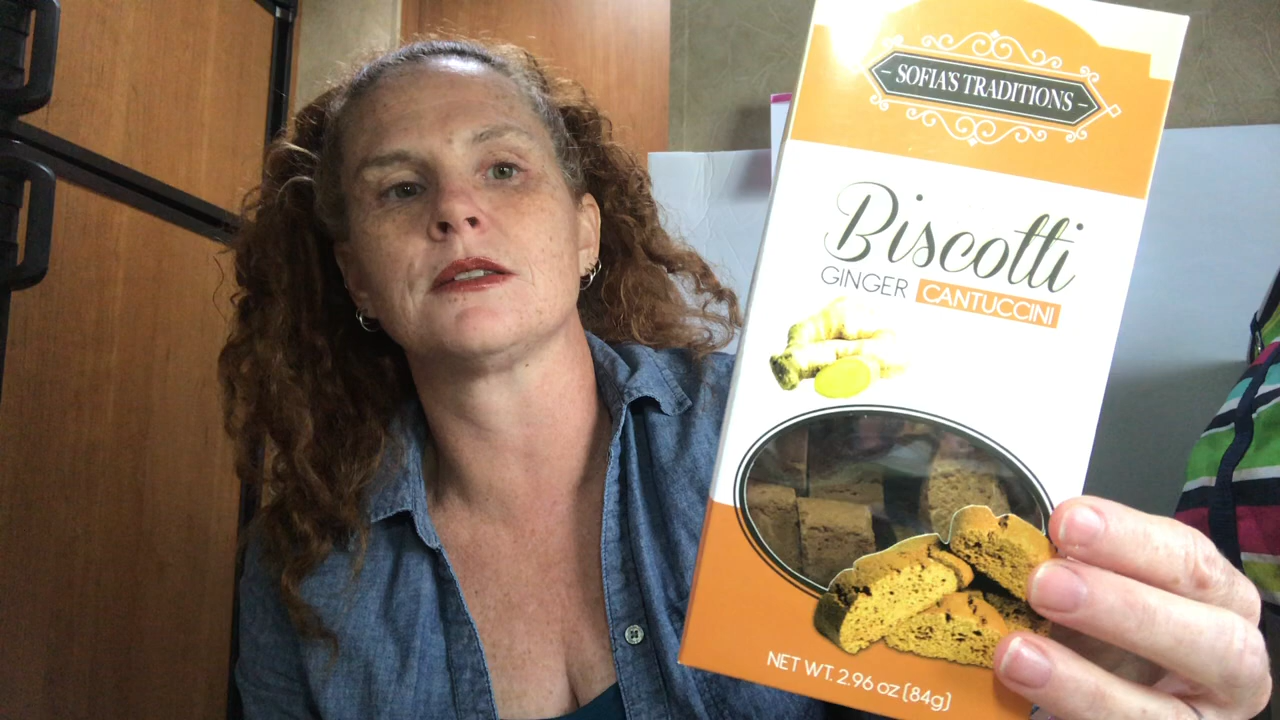 - SOFIA'S TRADITIONS -
Biscotti
GINGER CANTUCCINI
NET WT. 2.96 oz (84g)